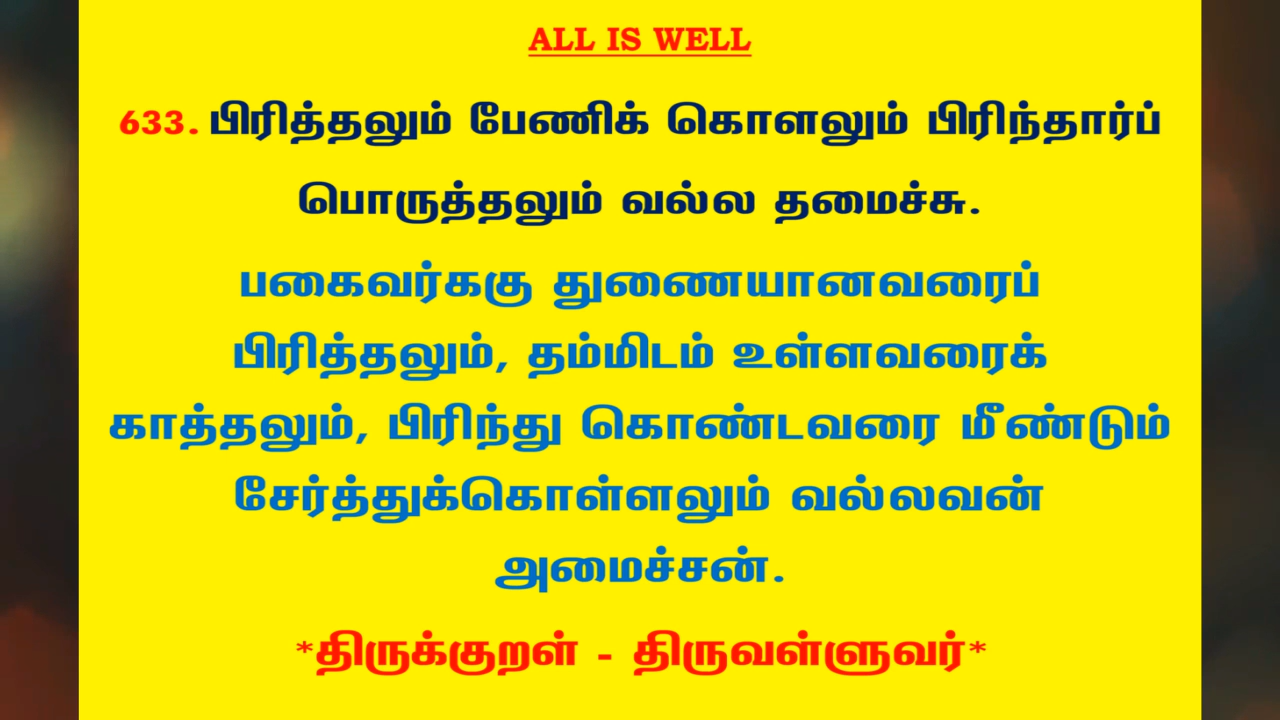 ALL IS WELL
633. பிரித்தலும் பேணிக் கொளலும் பிரிந்தார்ப்
பொருத்தலும் வல்ல தமைச்சு.
பகைவர்ககு துணையானவரைப்
பிரித்தலும், தம்மிடம் உள்ளவரைக்
காத்தலும், பிரிந்து கொண்டவரை மீண்டும்
சேர்த்துக்கொள்ளலும் வல்லவன்
அமைச்சன்.
*திருக்குறள் - திருவள்ளுவர்*